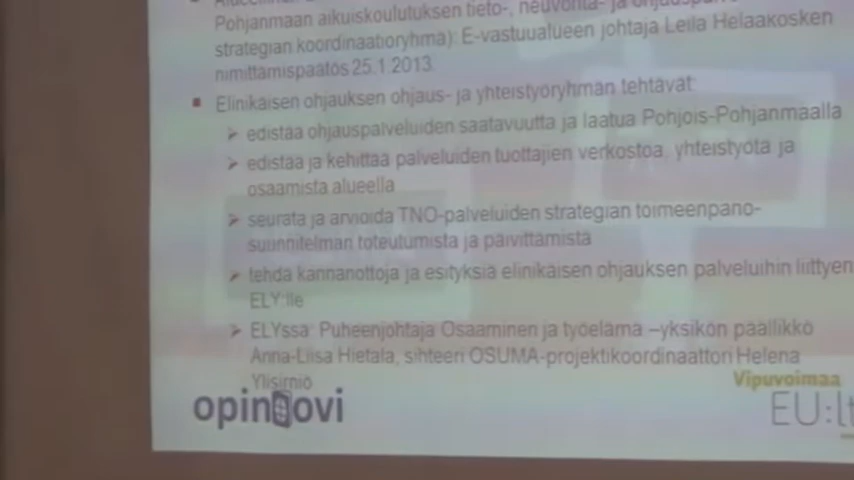 Pohjanmaan aikuiskoulutuksen tieto-, neuvonta- ja
strategian koordinaatioryhmä): E-vastuualueen johtaja Leila Helaakosken
nimittämispäätös 25.1.2013.
Elinikäisen ohjauksen ohjaus- ja yhteistyöryhmän tehtävät:
edistää ohjauspalveluiden saatavuutta ja laatua Pohjois-Pohjanmaalla
edistää ja kehittää palveluiden tuottajien verkostoa, yhteistyötä ja
osaamista alueella
seurata ja arvioida TNO-palveluiden strategian toimeenpano-
suunnitelman toteutumista ja päivittämistä
tehdä kannanottoja ja esityksiä elinikäisen ohjauksen palveluihin liittyen
ELY:lle
ELYssä: Puheenjohtaja Osaaminen ja työelämä –yksikön päällikkö
Anna-Liisa Hietala, sihteeri OSUMA-projektikoordinaattori Helena
Ylisirniö
opinovi
Vipuvoimaa
EU:lt